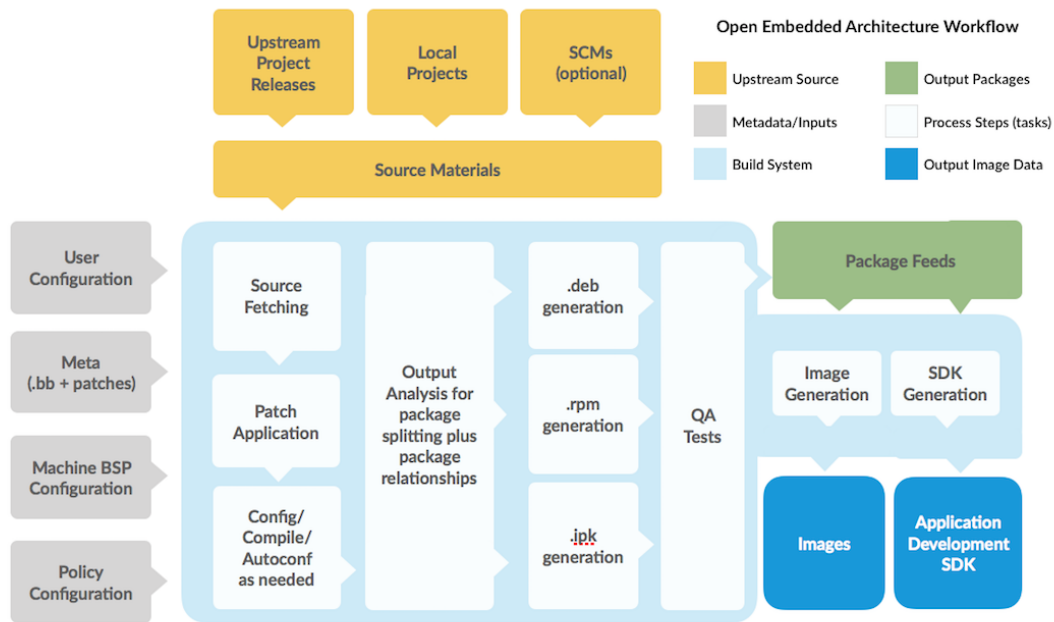 Open Embedded Architecture Workflow
Upstream
Project
Releases
Local
Projects
SCMs
(optional)
Upstream Source
Output Packages
Metadata/Inputs
Process Steps (tasks)
Build System
Output Image Data
Source Materials
User
Configuration
Meta
(.bb + patches)
Machine BSP
Configuration
Policy
Configuration
Source
Fetching
Patch
Application
Config/
Compile/
Autoconf
as needed
Output
Analysis for
package
splitting plus
package
relationships
.deb
generation
.rpm
generation
.ipk
generation
QA
Tests
Package Feeds
Image
Generation
SDK
Generation
Images
Application
Development
SDK